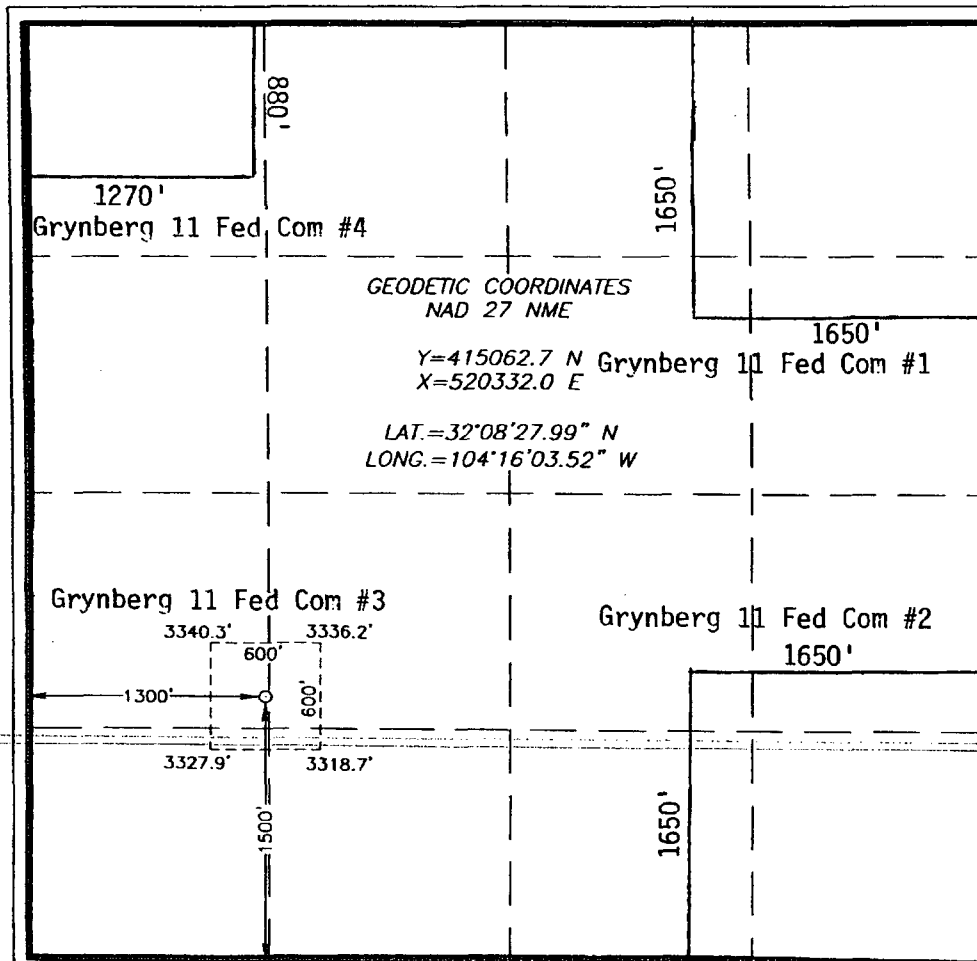 880'
1270'
Grynberg 11 Fed Com #4
1650'
1650'
Grynberg 11 Fed Com #1
GEODETIC COORDINATES
NAD 27 NME
Y=415062.7 N
X=520332.0 E
LAT.=32°08'27.99" N
LONG.=104°16'03.52" W
Grynberg 11 Fed Com #3
3340.3'
3336.2'
600'
600'
1300'
3327.9'
3318.7'
1500'
Grynberg 11 Fed Com #2
1650'
1650'